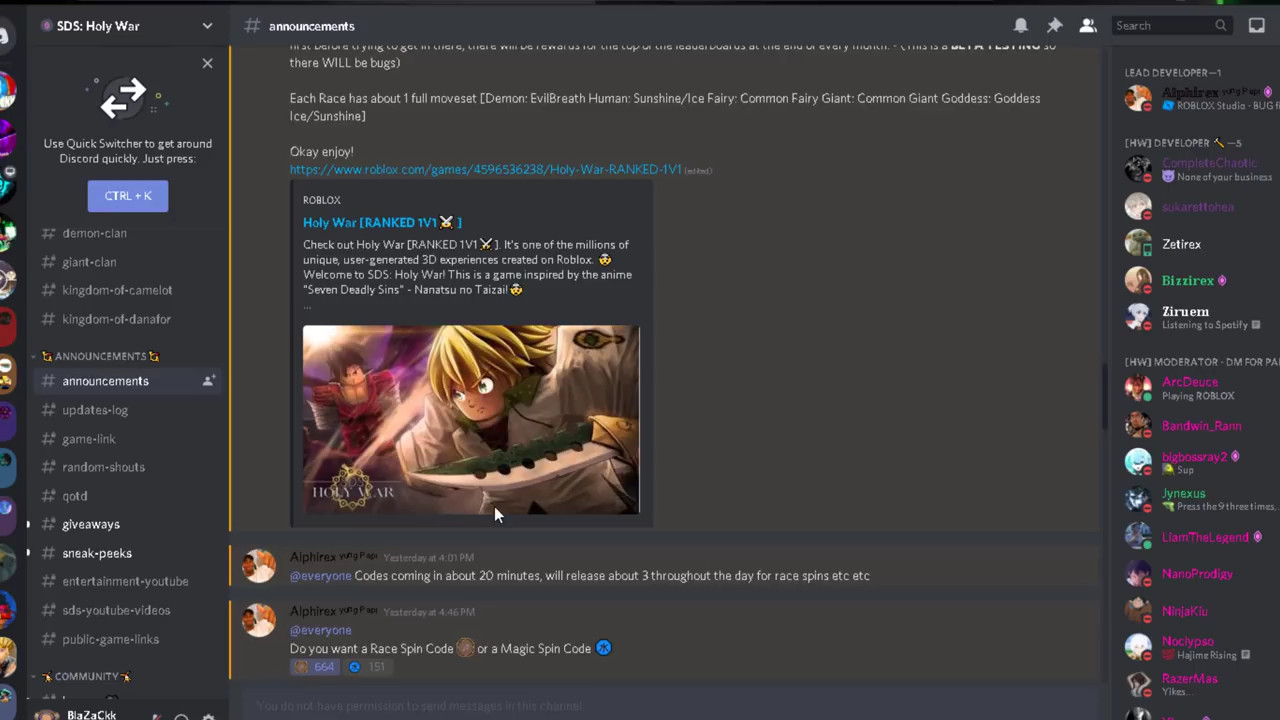 SDS: Holy War
Use Quick Switcher to get around
Discord quickly. Just press:
CTRL + K
demon-clan
giant-clan
kingdom-of-camelot
kingdom-of-danafor
ANNOUNCEMENTS
announcements
updates-log
game-link
random-shouts
qotd
giveaways
sneak-peeks
entertainment-youtube
sds-youtube-videos
public-game-links
COMMUNITY
BlaZaCkk
# announcements
Search
first before trying to get in there, there will be rewards for the top of the leaderboards at the end of every month. - (This is a BETA TESTING so
there WILL be bugs)
Each Race has about 1 full moveset [Demon: EvilBreath Human: Sunshine/Ice Fairy: Common Fairy Giant: Common Giant Goddess: Goddess
Ice/Sunshine]
Okay enjoy!
https://www.roblox.com/games/4596536238/Holy-War-RANKED-1V1 (edited)
ROBLOX
Holy War [RANKED 1V1⚔️]
Check out Holy War [RANKED 1V1⚔️]. It's one of the millions of
unique, user-generated 3D experiences created on Roblox.
Welcome to SDS: Holy War! This is a game inspired by the anime
"Seven Deadly Sins" - Nanatsu no Taizai!
...
HOLY WAR
Alphirex Yung Papi Yesterday at 4:01 PM
@everyone Codes coming in about 20 minutes, will release about 3 throughout the day for race spins etc etc
Alphirex Yung Papi Yesterday at 4:46 PM
@everyone
Do you want a Race Spin Code or a Magic Spin Code
664 151
You do not have permission to send messages in this channel.
LEAD DEVELOPER—1
Alphirex Yung Papi
ROBLOX Studio - BUG fi
[HW] DEVELOPER 🔨—5
CompleteChaotic
None of your business
sukarettohea
Zetirex
Bizzirex
Ziruem
Listening to Spotify
[HW] MODERATOR - DM FOR PA
ArcDeuce
Playing ROBLOX
Bandwin_Rann
bigbossray2
Sup
Jynexus
Press the 9 three times,
LiamTheLegend
NanoProdigy
NinjaKiu
Noclypso
Hajime Rising
RazerMas
Yikes...